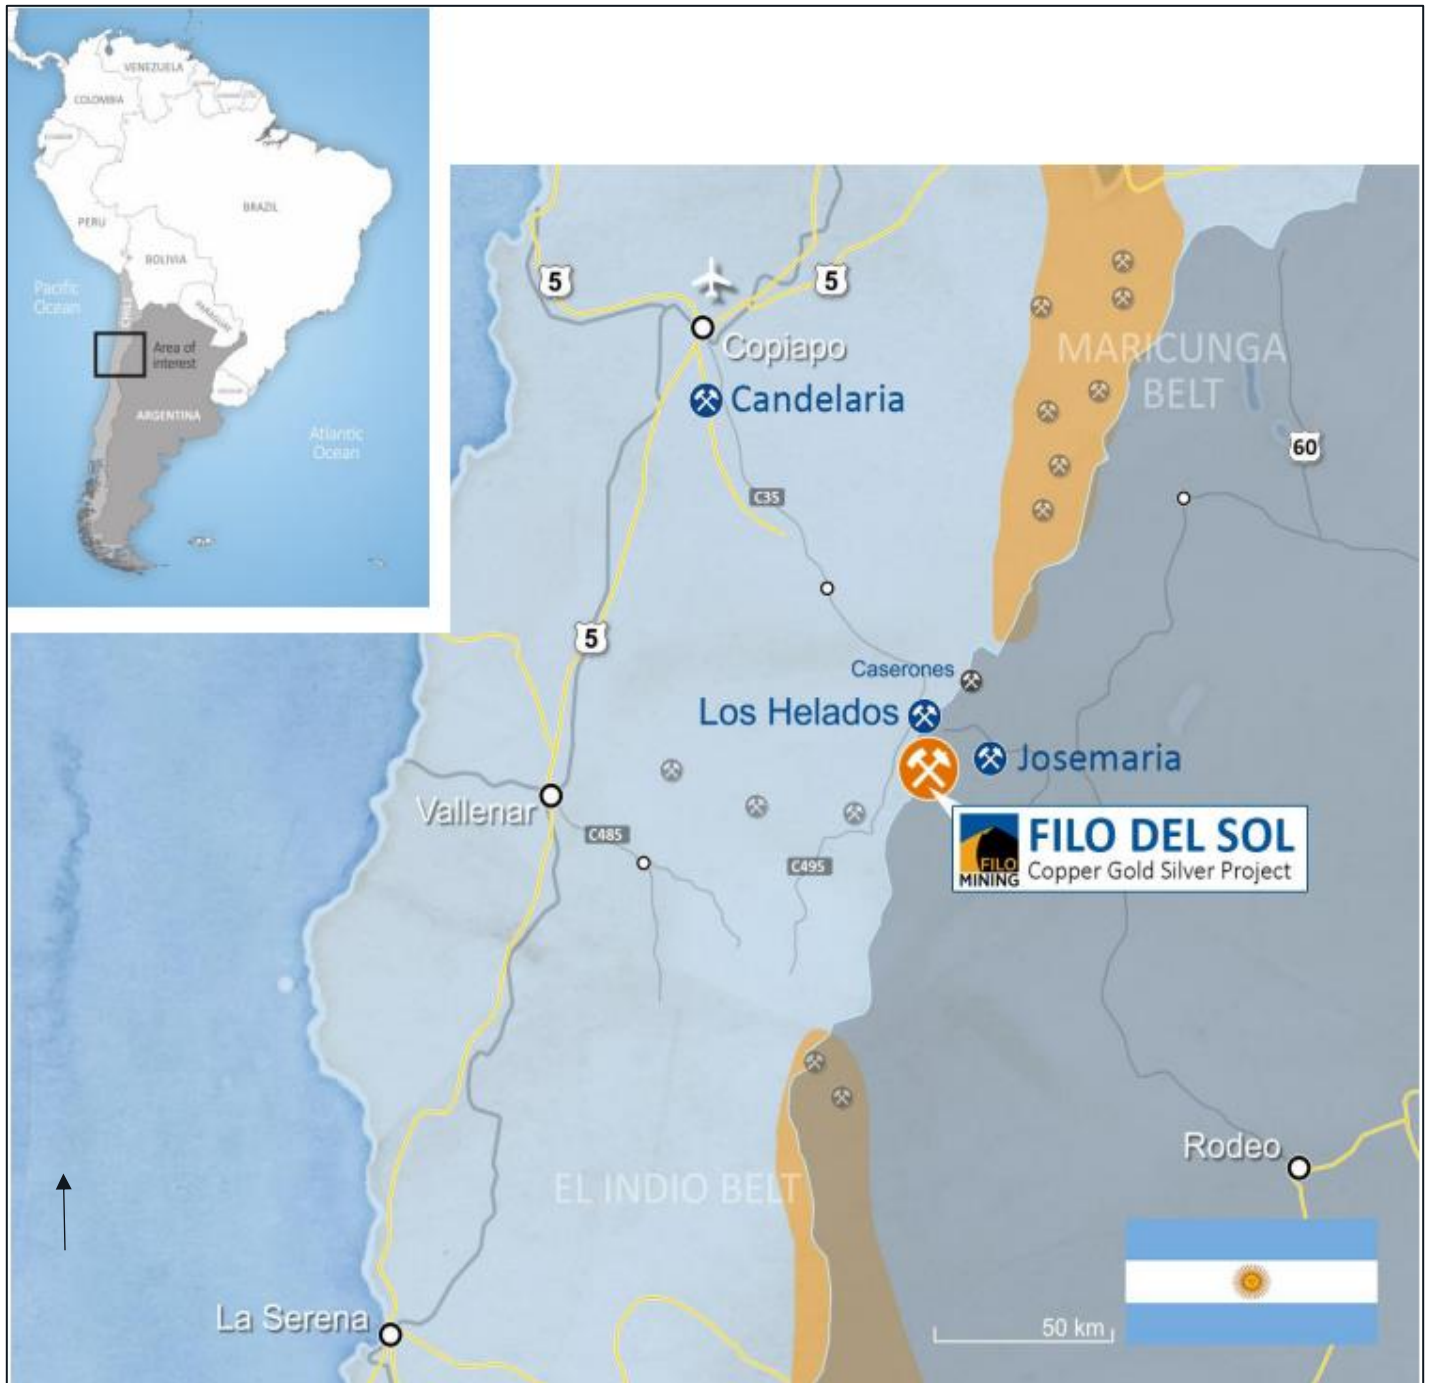 VENEZUELA
COLOMBIA
BRAZIL
PERU
BOLIVIA
Pacific
Ocean
CHILE
PARAGUAY
Area of
interest
ARGENTINA
Atlantic
Ocean
5
5
Copiapo
MARICUNGA
BELT
Candelaria
60
C35
5
Caserones
Los Helados
Josemaria
Vallenar
C485
C495
FILO
MINING
FILO DEL SOL
Copper Gold Silver Project
Rodeo
EL INDIO BELT
La Serena
50 km